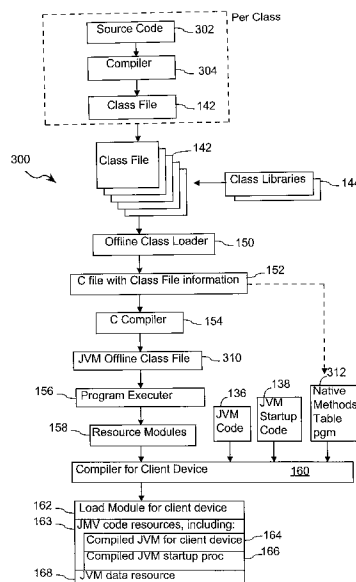 Per Class
Source Code
302
Compiler
304
Class File
142
300
142
Class File
Class Libraries
144
Offline Class Loader
150
C file with Class File information
152
C Compiler
154
JVM Offline Class File
310
156
Program Executer
158
Resource Modules
136
JVM Code
138
JVM Startup Code
312
Native Methods Table pgm
Compiler for Client Device
160
162
Load Module for client device
163
JMV code resources, including:
Compiled JVM for client device
164
Compiled JVM startup proc
166
168
JVM data resource